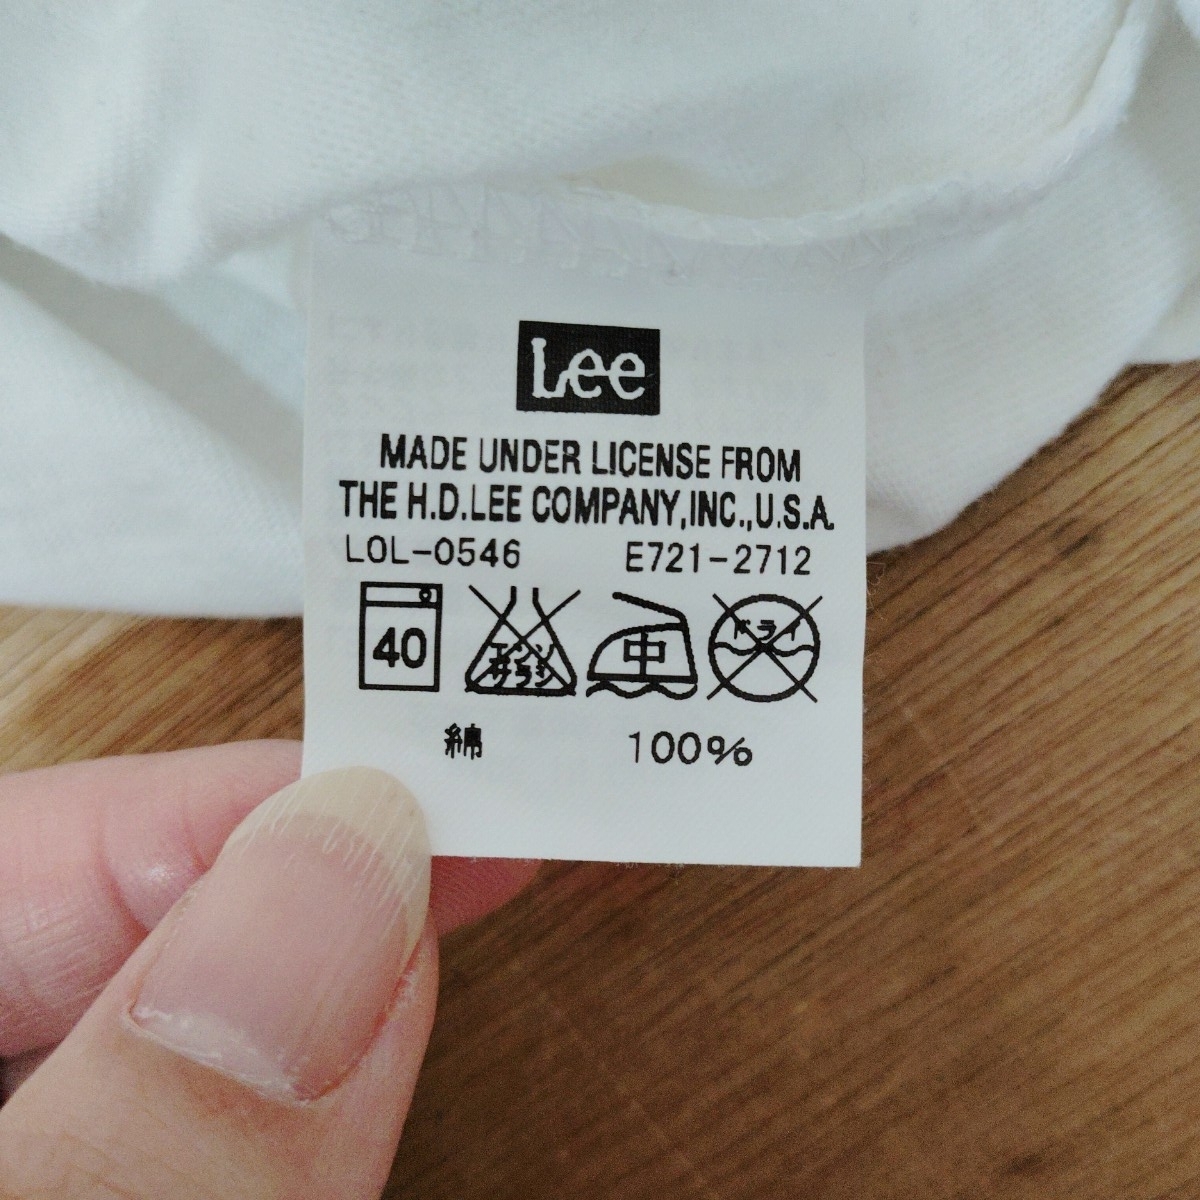 Lee
MADE UNDER LICENSE FROM
THE H.D.LEE COMPANY,INC.,U.S.A.
LOL-0546 E721-2712
40 エンソ サラシ 中 ドライ
綿 100%